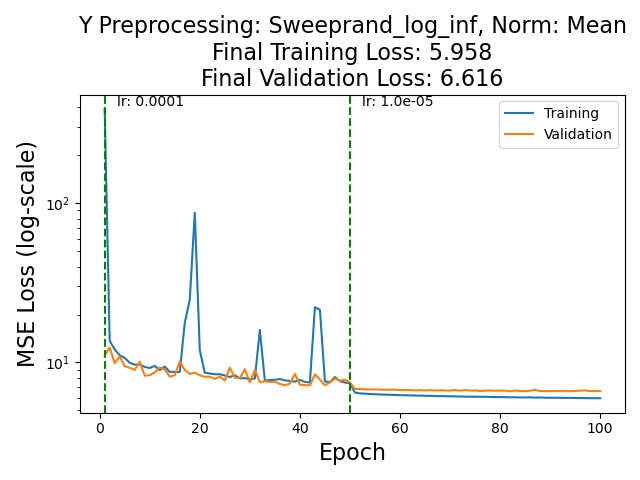 Y Preprocessing: Sweeprand_log_inf, Norm: Mean
Final Training Loss: 5.958
Final Validation Loss: 6.616
lr: 0.0001
lr: 1.0e-05
Training
Validation
MSE Loss (log-scale)
10²
10¹
0
20
40
60
80
100
Epoch